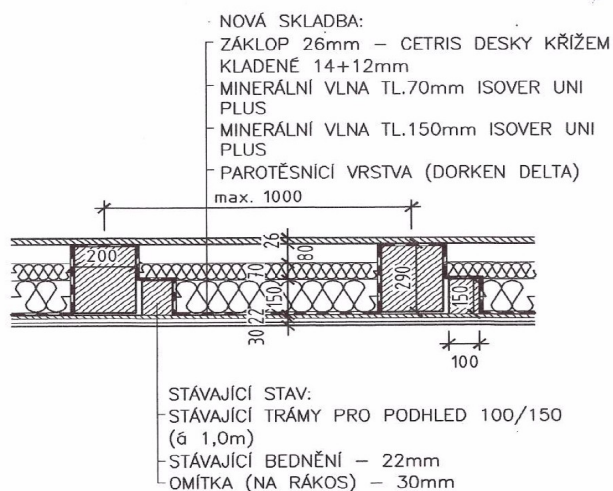 NOVÁ SKLADBA:
ZÁKLOP 26mm – CETRIS DESKY KŘÍŽEM
KLADENÉ 14+12mm
MINERÁLNÍ VLNA TL.70mm ISOVER UNI
PLUS
MINERÁLNÍ VLNA TL.150mm ISOVER UNI
PLUS
PAROTĚSNÍCÍ VRSTVA (DORKEN DELTA)
max. 1000
26
80
200
70
290
150
150
22
30
100
STÁVAJÍCÍ STAV:
STÁVAJÍCÍ TRÁMY PRO PODHLED 100/150
(á 1,0m)
STÁVAJÍCÍ BEDNĚNÍ – 22mm
OMÍTKA (NA RÁKOS) – 30mm